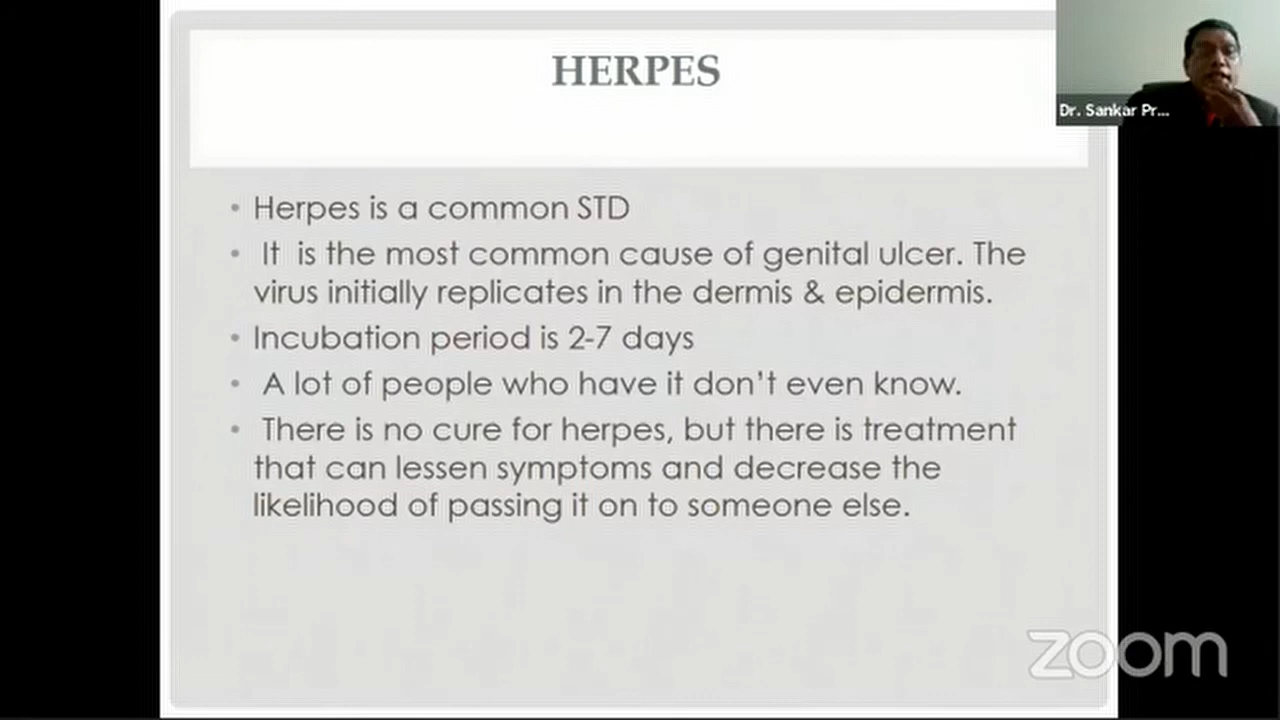 HERPES
Dr. Sankar Pr...
• Herpes is a common STD
• It is the most common cause of genital ulcer. The
virus initially replicates in the dermis & epidermis.
• Incubation period is 2-7 days
• A lot of people who have it don’t even know.
• There is no cure for herpes, but there is treatment
that can lessen symptoms and decrease the
likelihood of passing it on to someone else.
zoom